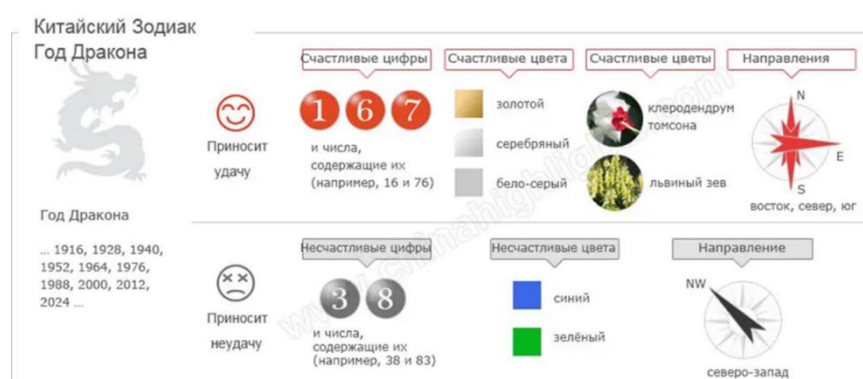 Китайский Зодиак
Год Дракона
Счастливые цифры
Счастливые цвета
Счастливые цветы
Направления
Приносит
удачу
1 6 7
и числа,
содержащие их
(например, 16 и 76)
золотой
серебряный
бело-серый
клеродендрум
томсона
львиный зев
N
E
S
восток, север, юг
Год Дракона
... 1916, 1928, 1940,
1952, 1964, 1976,
1988, 2000, 2012,
2024 ...
Несчастливые цифры
Несчастливые цвета
Направление
Приносит
неудачу
3 8
и числа,
содержащие их
(например, 38 и 83)
синий
зелёный
NW
северо-запад
www.chinahighlights.com